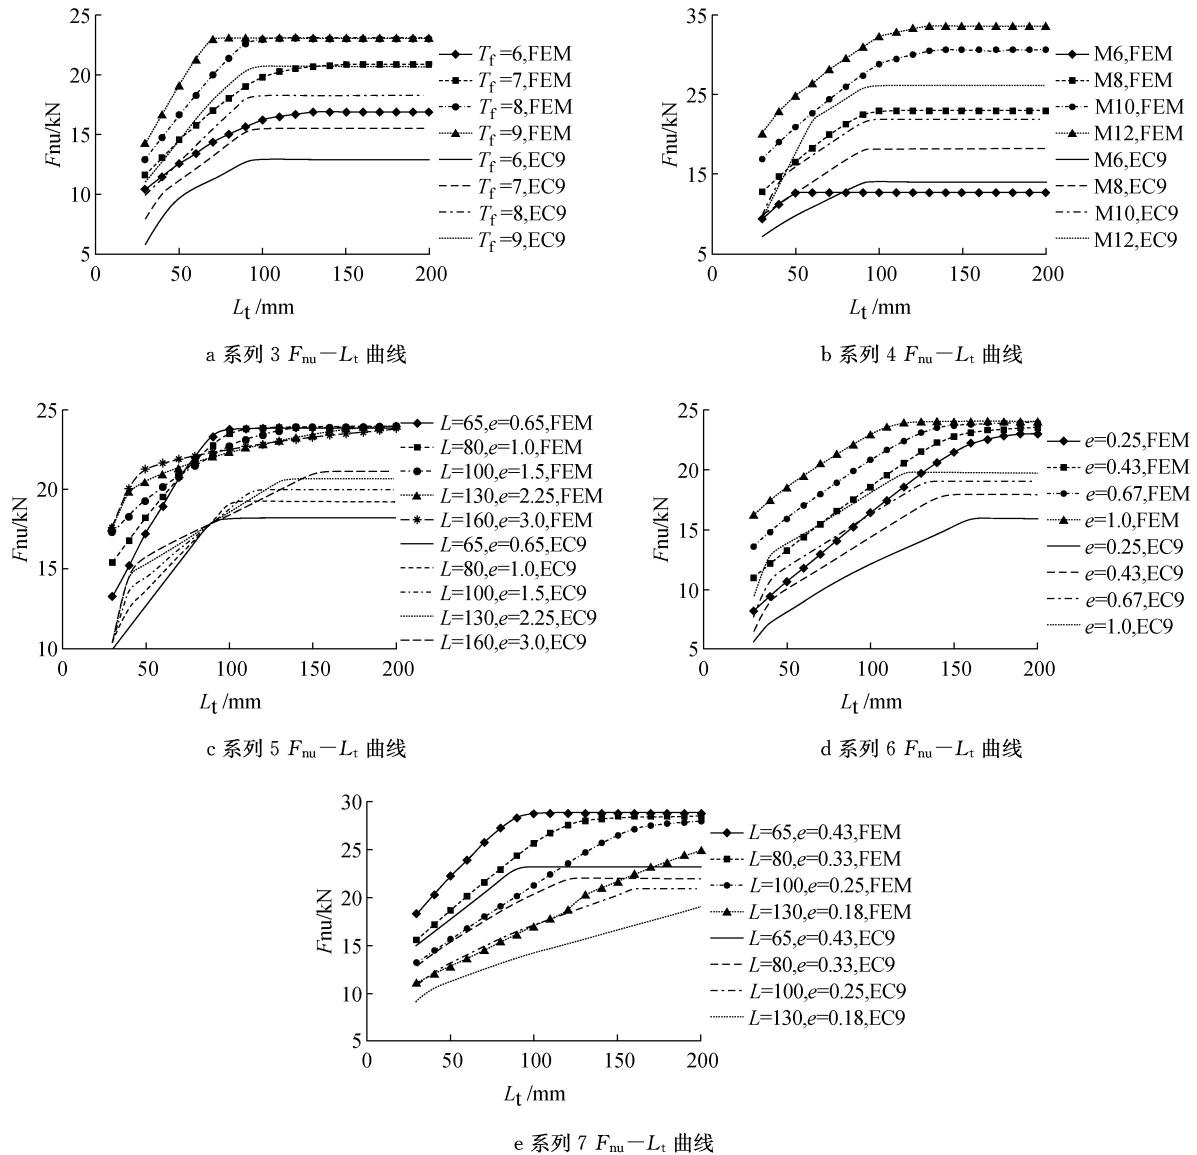 25
20
15
10
5
0 50 100 150 200
Fnu/kN
Lt /mm
Tf =6,FEM
Tf =7,FEM
Tf =8,FEM
Tf =9,FEM
Tf =6,EC9
Tf =7,EC9
Tf =8,EC9
Tf =9,EC9
a 系列 3 Fnu－Lt 曲线
35
25
15
5
0 50 100 150 200
Fnu/kN
Lt /mm
M6,FEM
M8,FEM
M10,FEM
M12,FEM
M6,EC9
M8,EC9
M10,EC9
M12,EC9
b 系列 4 Fnu－Lt 曲线
25
20
15
10
0 50 100 150 200
Fnu/kN
Lt /mm
L=65,e=0.65,FEM
L=80,e=1.0,FEM
L=100,e=1.5,FEM
L=130,e=2.25,FEM
L=160,e=3.0,FEM
L=65,e=0.65,EC9
L=80,e=1.0,EC9
L=100,e=1.5,EC9
L=130,e=2.25,EC9
L=160,e=3.0,EC9
c 系列 5 Fnu－Lt 曲线
25
20
15
10
5
0 50 100 150 200
Fnu/kN
Lt /mm
e=0.25,FEM
e=0.43,FEM
e=0.67,FEM
e=1.0,FEM
e=0.25,EC9
e=0.43,EC9
e=0.67,EC9
e=1.0,EC9
d 系列 6 Fnu－Lt 曲线
30
25
20
15
10
5
0 50 100 150 200
Fnu/kN
Lt /mm
L=65,e=0.43,FEM
L=80,e=0.33,FEM
L=100,e=0.25,FEM
L=130,e=0.18,FEM
L=65,e=0.43,EC9
L=80,e=0.33,EC9
L=100,e=0.25,EC9
L=130,e=0.18,EC9
e 系列 7 Fnu－Lt 曲线